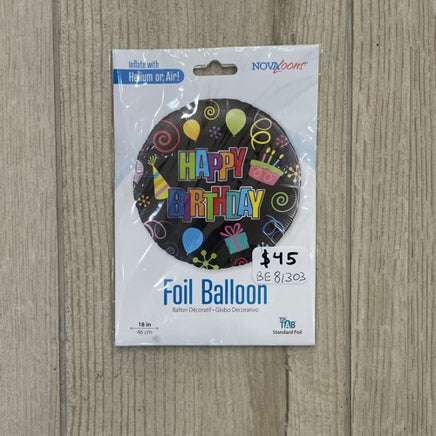 Inflate with
Helium or Air!
NOVAloons
HAPPY
BIRTHDAY
$45
BE81303
Foil Balloon
Ballon Décoratif • Globo Decorativo
18 in
46 cm
TAB
Standard Foil